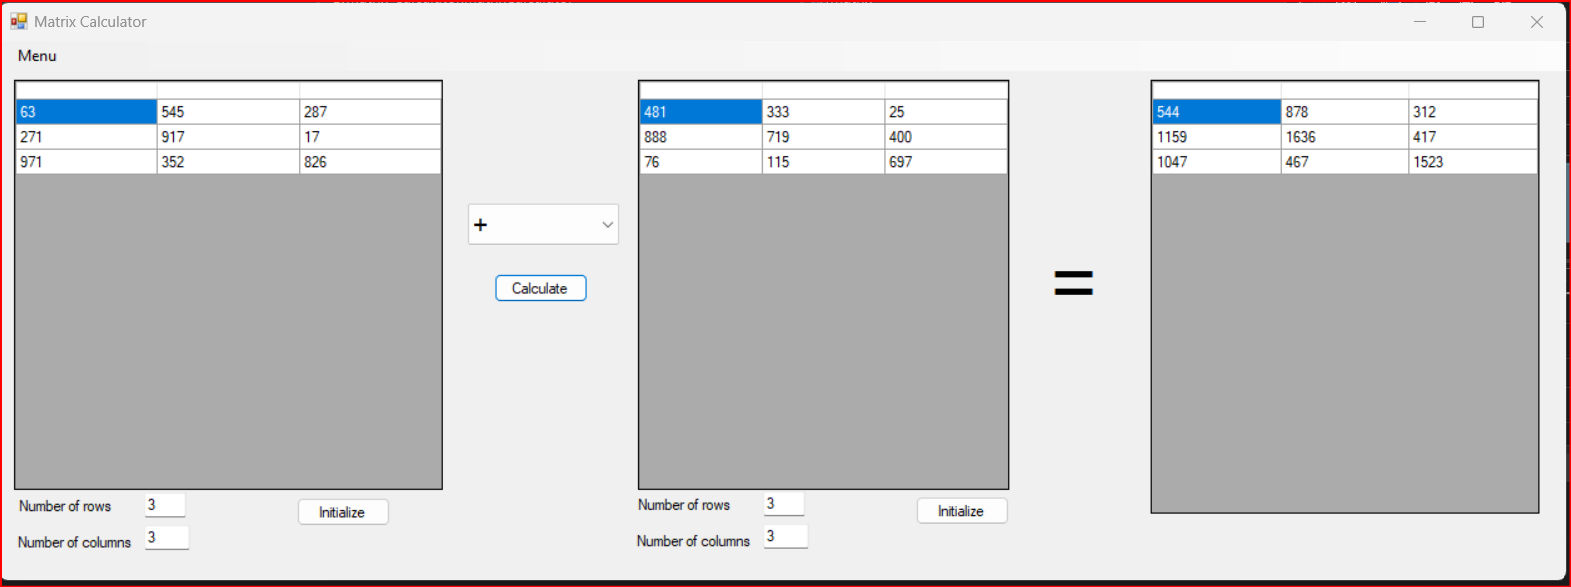 Matrix Calculator
Menu
63 545 287
271 917 17
971 352 826
+
Calculate
481 333 25
888 719 400
76 115 697
=
544 878 312
1159 1636 417
1047 467 1523
Number of rows 3
Initialize
Number of columns 3
Number of rows 3
Initialize
Number of columns 3